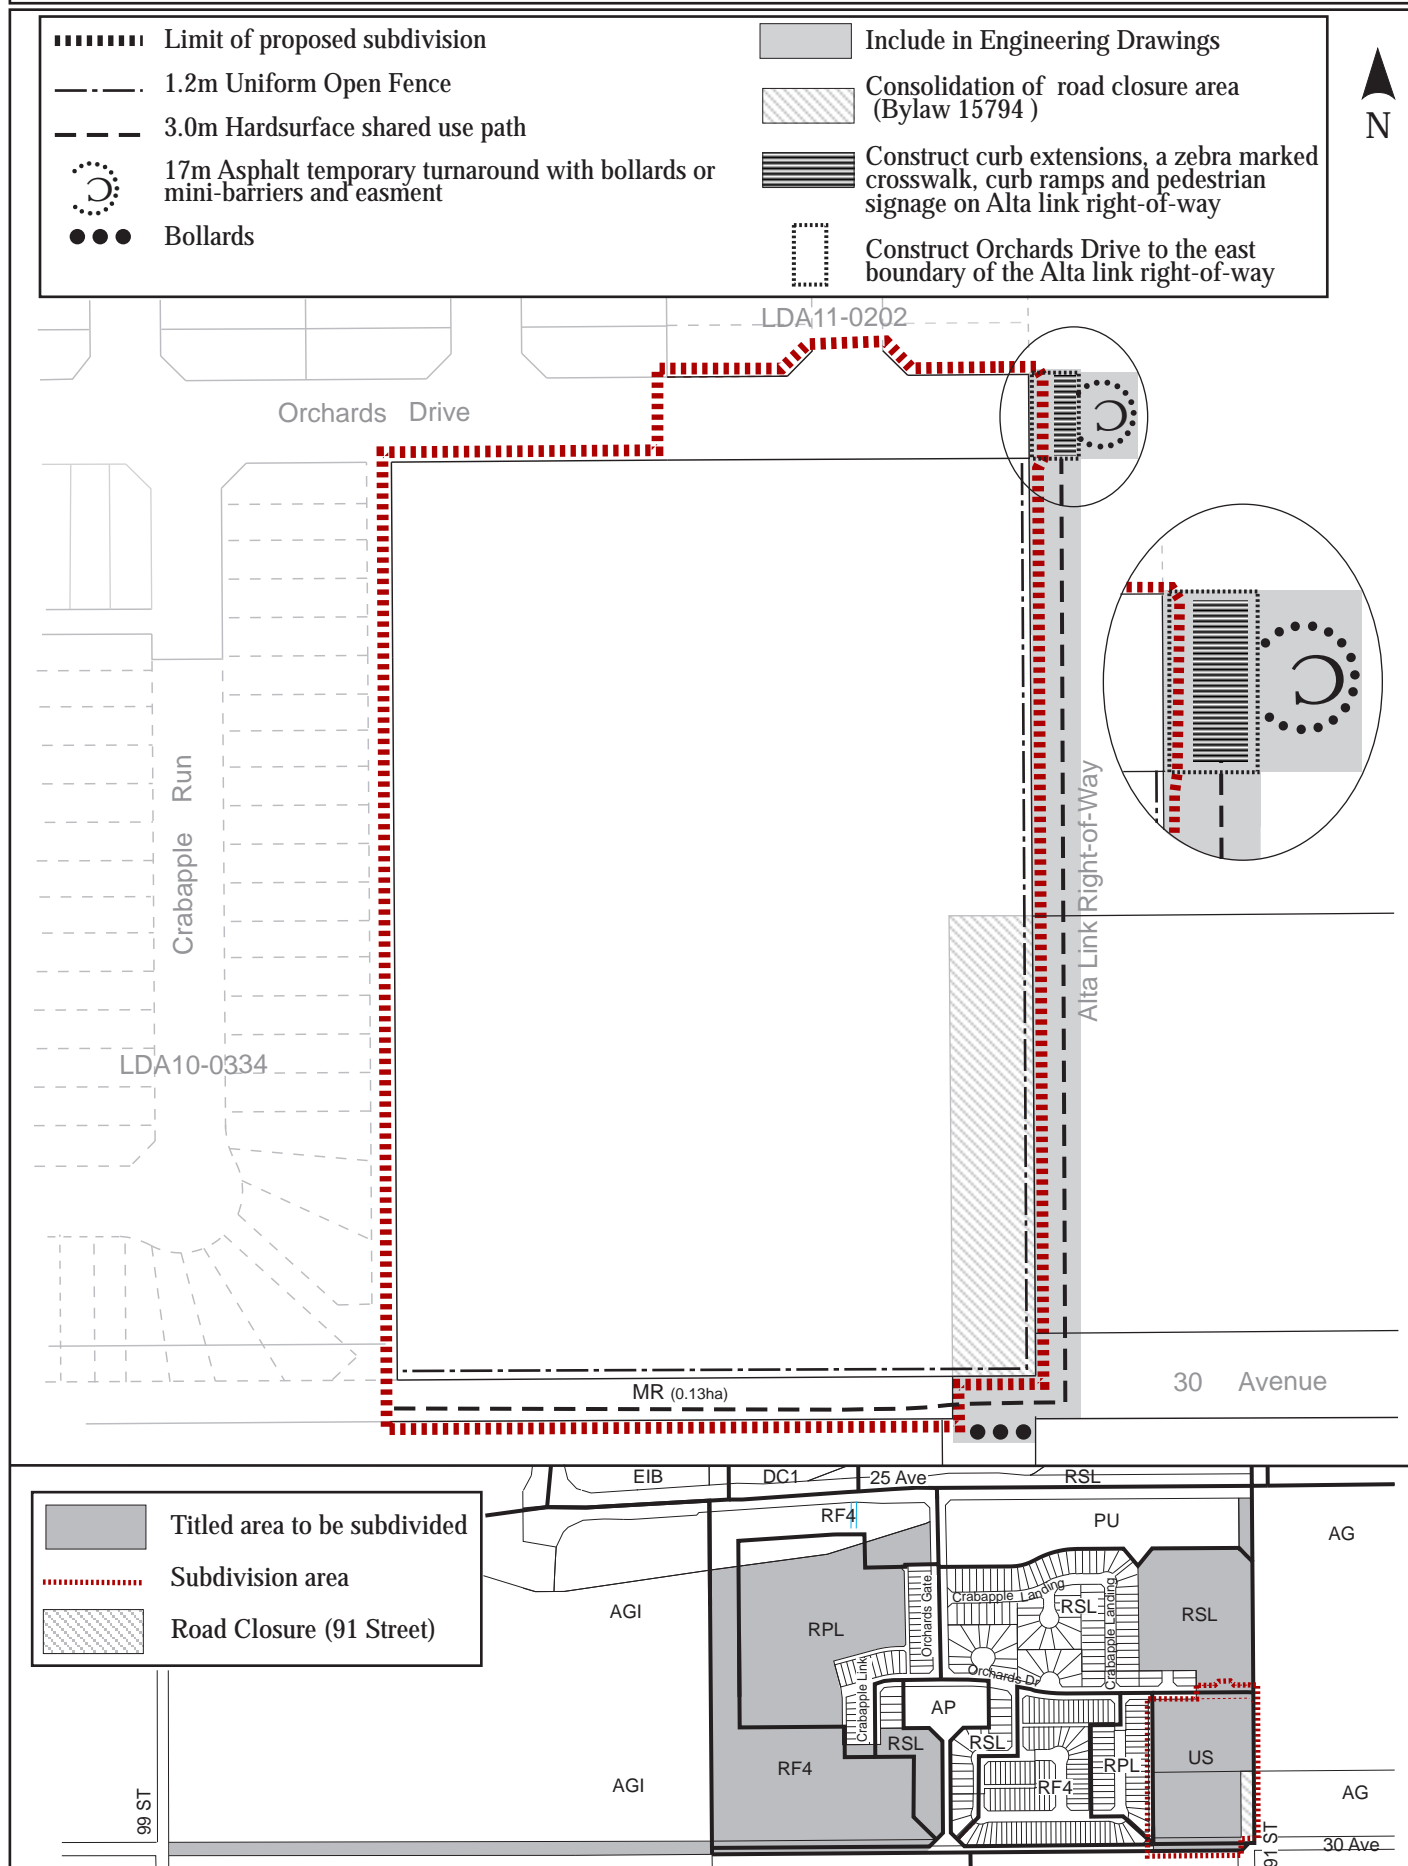 Limit of proposed subdivision
1.2m Uniform Open Fence
3.0m Hardsurface shared use path
17m Asphalt temporary turnaround with bollards or
mini-barriers and easment
Bollards
Include in Engineering Drawings
Consolidation of road closure area
(Bylaw 15794 )
Construct curb extensions, a zebra marked
crosswalk, curb ramps and pedestrian
signage on Alta link right-of-way
Construct Orchards Drive to the east
boundary of the Alta link right-of-way
N
LDA11-0202
Orchards Drive
Crabapple Run
Alta Link Right-of-Way
LDA10-0334
MR (0.13ha)
30 Avenue
Titled area to be subdivided
Subdivision area
Road Closure (91 Street)
EIB
DC1
25 Ave
RSL
RF4
PU
AG
AGI
RPL
Orchards Gate
Crabapple Landing
RSL
Crabapple Landing
RSL
Crabapple Link
Orchards Dr
AP
RSL
RSL
RF4
RF4
RPL
US
AGI
AG
99 ST
91 ST
30 Ave